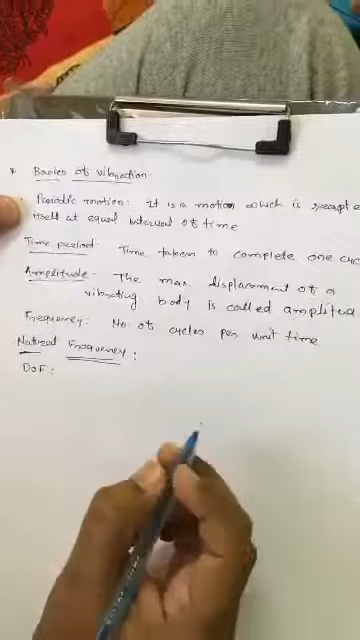 * Basics of vibration
Periodic motion: it is a motion which is repeat
itself at equal interval of time
Time period: Time taken to complete one cyc
Amplitude: The max displacement of a
vibrating body is called amplitud
Frequency: No of cycles per unit time
Natural Frequency:
DoF: